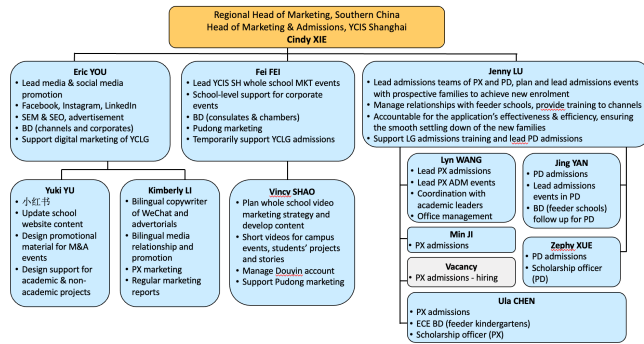 Regional Head of Marketing, Southern China
Head of Marketing & Admissions, YCIS Shanghai
Cindy XIE
Eric YOU
• Lead media & social media
promotion
• Facebook, Instagram, LinkedIn
• SEM & SEO, advertisement
• BD (channels and corporates)
• Support digital marketing of YCLG
Fei FEI
• Lead YCIS SH whole school MKT events
• School-level support for corporate
events
• BD (consulates & chambers)
• Pudong marketing
• Temporarily support YCLG admissions
Jenny LU
• Lead admissions teams of PX and PD, plan and lead admissions events
with prospective families to achieve new enrolment
• Manage relationships with feeder schools, provide training to channels
• Accountable for the application's effectiveness & efficiency, ensuring
the smooth settling down of the new families
• Support LG admissions training and lead PD admissions
Yuki YU
• 小红书
• Update school
website content
• Design promotional
material for M&A
events
• Design support for
academic & non-
academic projects
Kimberly LI
• Bilingual copywriter
of WeChat and
advertorials
• Bilingual media
relationship and
promotion
• PX marketing
• Regular marketing
reports
Vincy SHAO
• Plan whole school video
marketing strategy and
develop content
• Short videos for campus
events, students' projects
and stories
• Manage Douyin account
• Support Pudong marketing
Lyn WANG
• Lead PX admissions
• Lead PX ADM events
• Coordination with
academic leaders
• Office management
Jing YAN
• PD admissions
• Lead admissions
events in PD
• BD (feeder schools)
follow up for PD
Min JI
• PX admissions
Zephy XUE
• PD admissions
• Scholarship officer
(PD)
Vacancy
• PX admissions - hiring
Ula CHEN
• PX admissions
• ECE BD (feeder kindergartens)
• Scholarship officer (PX)